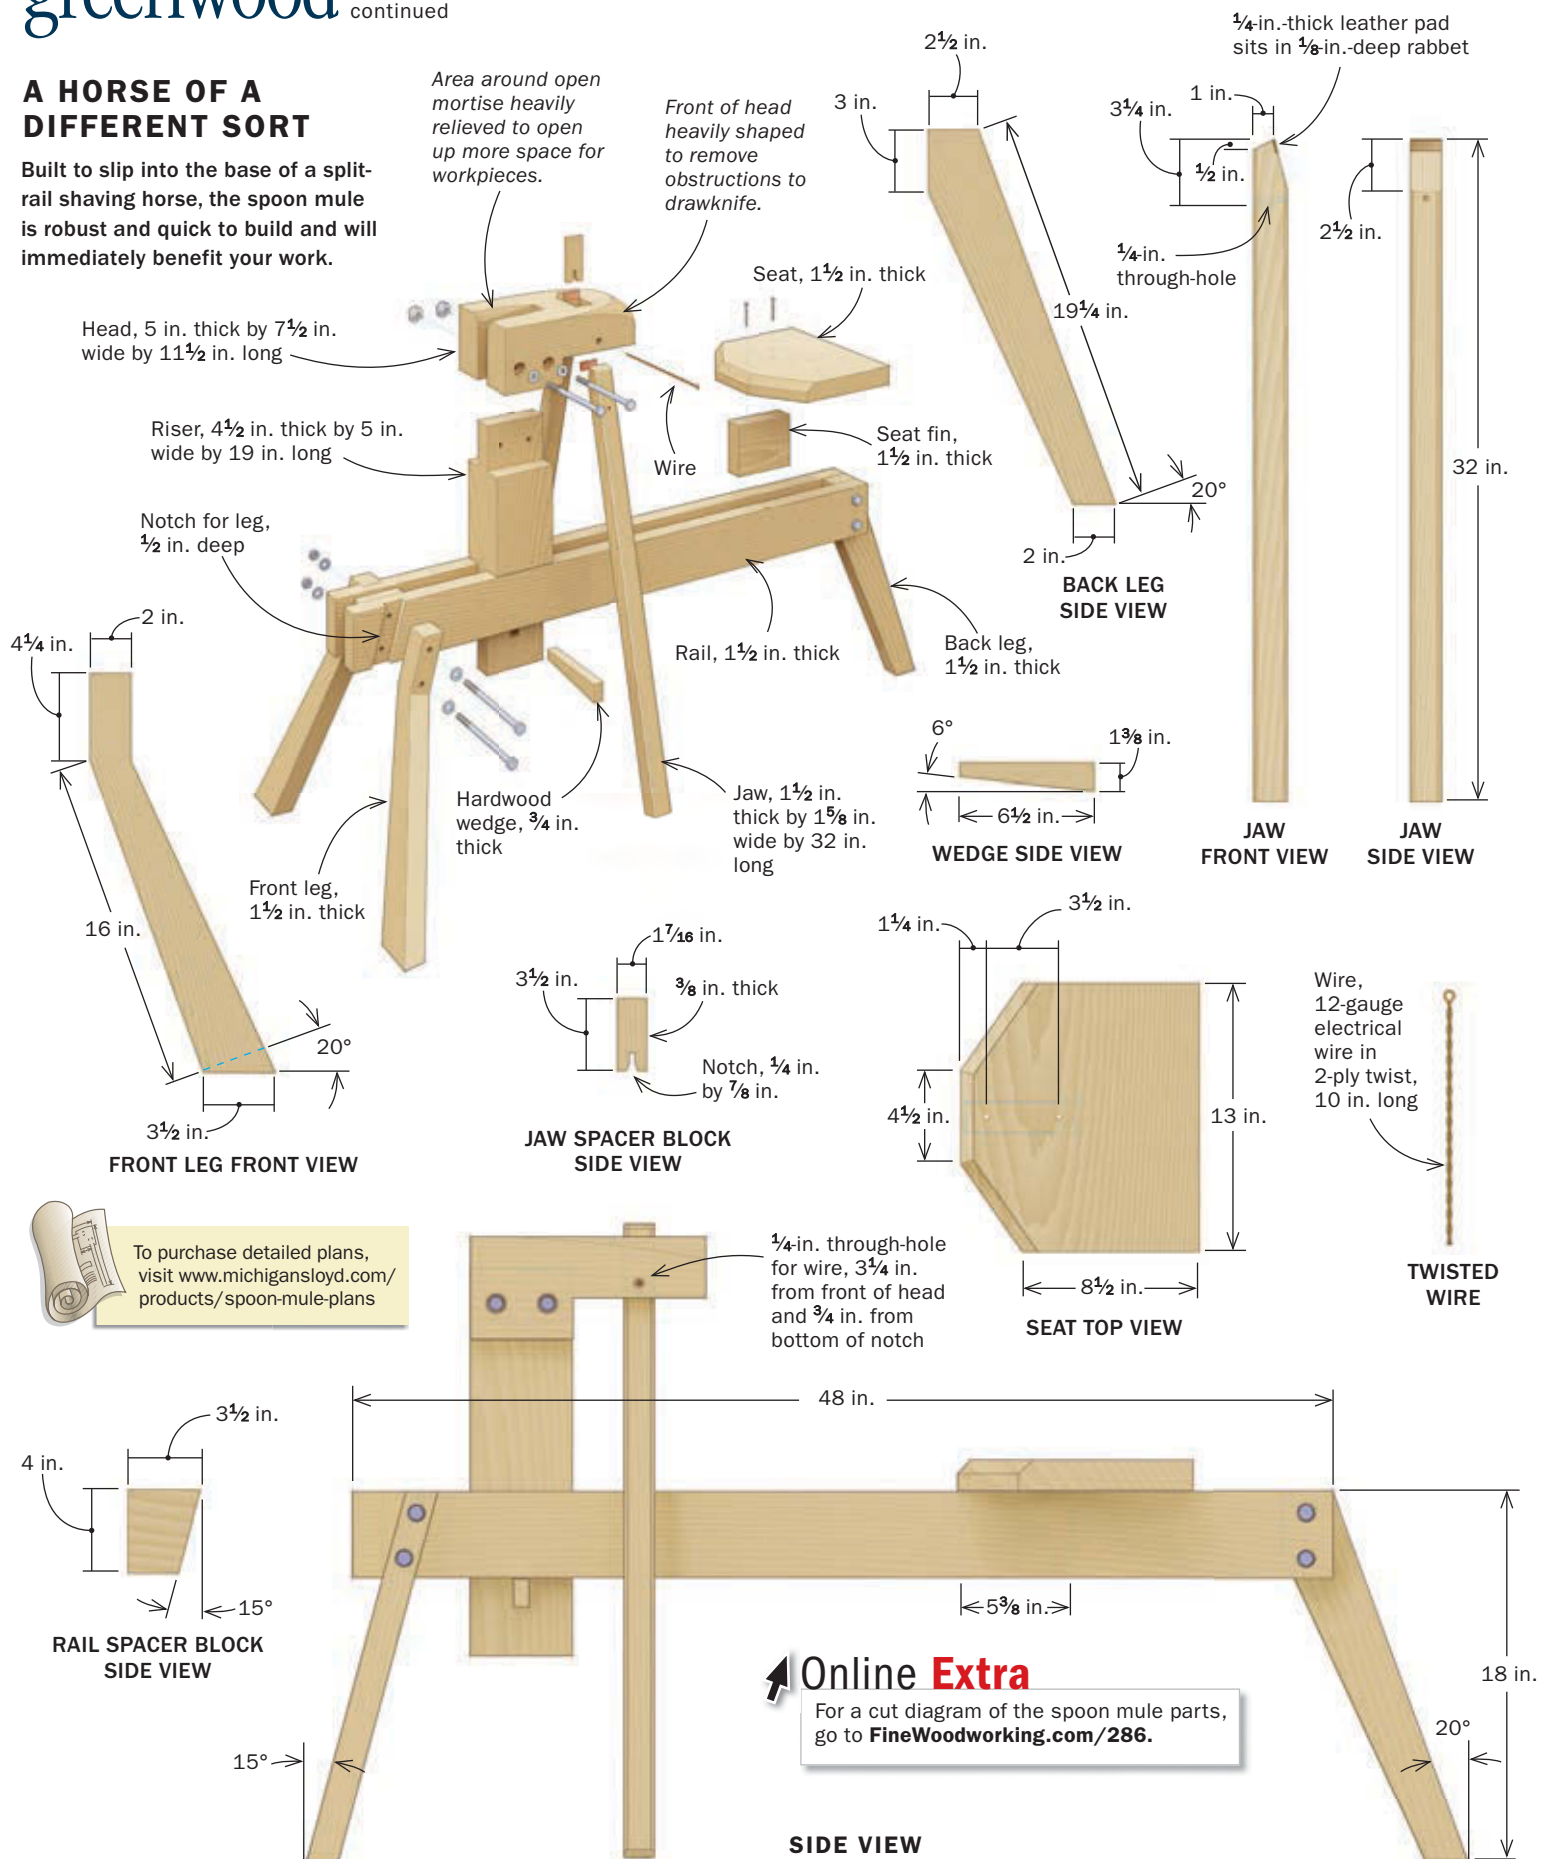 greenwood continued
A HORSE OF A
DIFFERENT SORT
Built to slip into the base of a split-
rail shaving horse, the spoon mule
is robust and quick to build and will
immediately benefit your work.
Area around open
mortise heavily
relieved to open
up more space for
workpieces.
Front of head
heavily shaped
to remove
obstructions to
drawknife.
Head, 5 in. thick by 7½ in.
wide by 11½ in. long
Riser, 4½ in. thick by 5 in.
wide by 19 in. long
Notch for leg,
½ in. deep
Seat, 1½ in. thick
Wire
Seat fin,
1½ in. thick
Rail, 1½ in. thick
Back leg,
1½ in. thick
Hardwood
wedge, ¾ in.
thick
Jaw, 1½ in.
thick by 1⅝ in.
wide by 32 in.
long
Front leg,
1½ in. thick
2½ in.
3 in.
19¼ in.
20°
2 in.
BACK LEG
SIDE VIEW
¼-in.-thick leather pad
sits in ⅛-in.-deep rabbet
1 in.
3¼ in.
½ in.
¼-in.
through-hole
2½ in.
32 in.
JAW
FRONT VIEW
JAW
SIDE VIEW
6°
1⅜ in.
6½ in.
WEDGE SIDE VIEW
2 in.
4¼ in.
16 in.
20°
3½ in.
FRONT LEG FRONT VIEW
1⁷⁄₁₆ in.
3½ in.
⅜ in. thick
Notch, ¼ in.
by ⅞ in.
JAW SPACER BLOCK
SIDE VIEW
1¼ in.
3½ in.
4½ in.
13 in.
8½ in.
SEAT TOP VIEW
Wire,
12-gauge
electrical
wire in
2-ply twist,
10 in. long
TWISTED
WIRE
To purchase detailed plans,
visit www.michigansloyd.com/
products/spoon-mule-plans
¼-in. through-hole
for wire, 3¼ in.
from front of head
and ¾ in. from
bottom of notch
3½ in.
4 in.
15°
RAIL SPACER BLOCK
SIDE VIEW
48 in.
5⅜ in.
18 in.
15°
20°
Online Extra
For a cut diagram of the spoon mule parts,
go to FineWoodworking.com/286.
SIDE VIEW